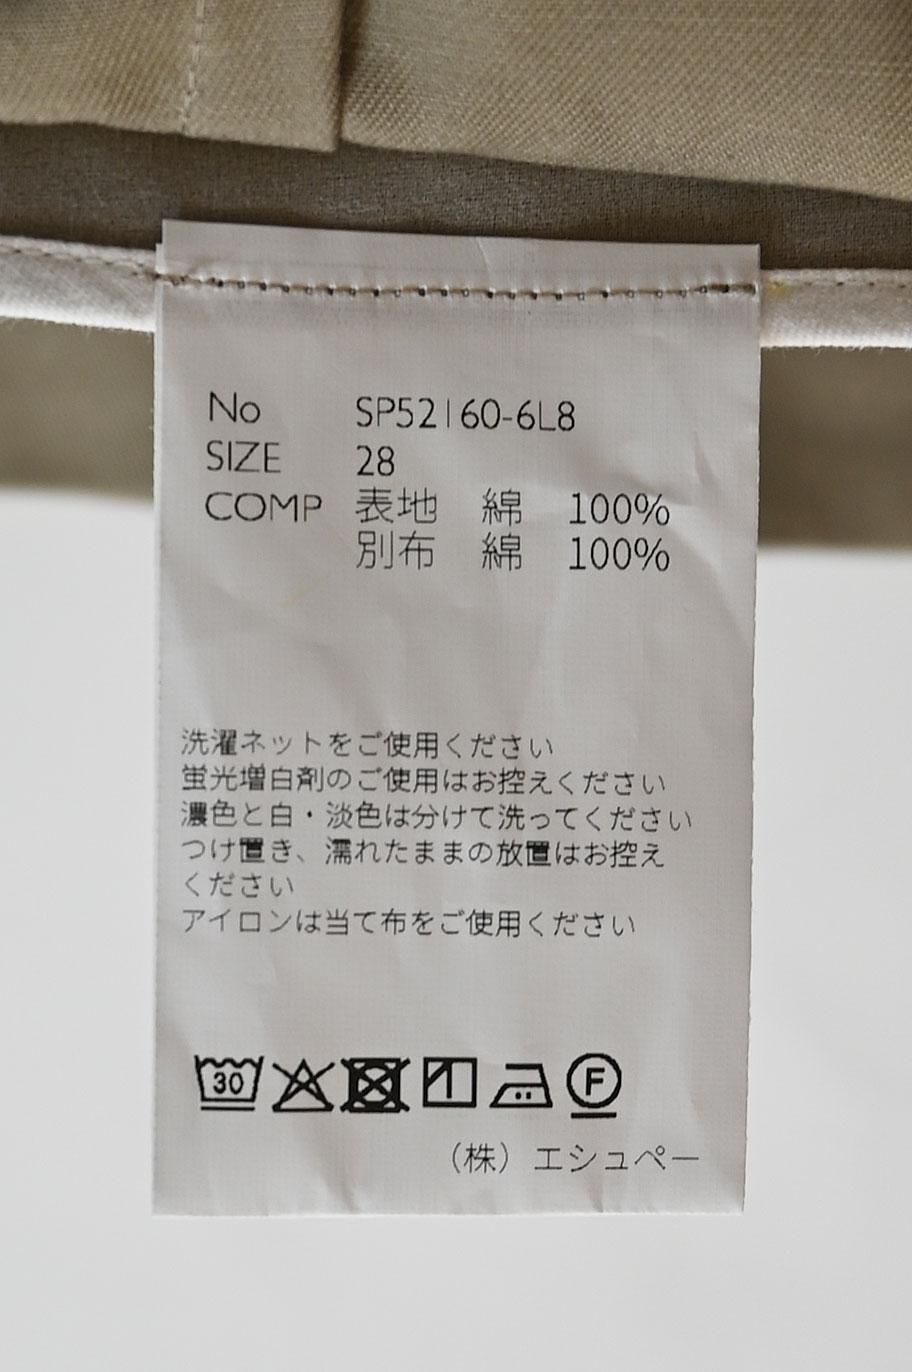 No SP52160-6L8
SIZE 28
COMP 表地 綿 100%
別布 綿 100%
洗濯ネットをご使用ください
蛍光増白剤のご使用はお控えください
濃色と白・淡色は分けて洗ってください
つけ置き、濡れたままの放置はお控え
ください
アイロンは当て布をご使用ください
30 F
(株) エシュペー